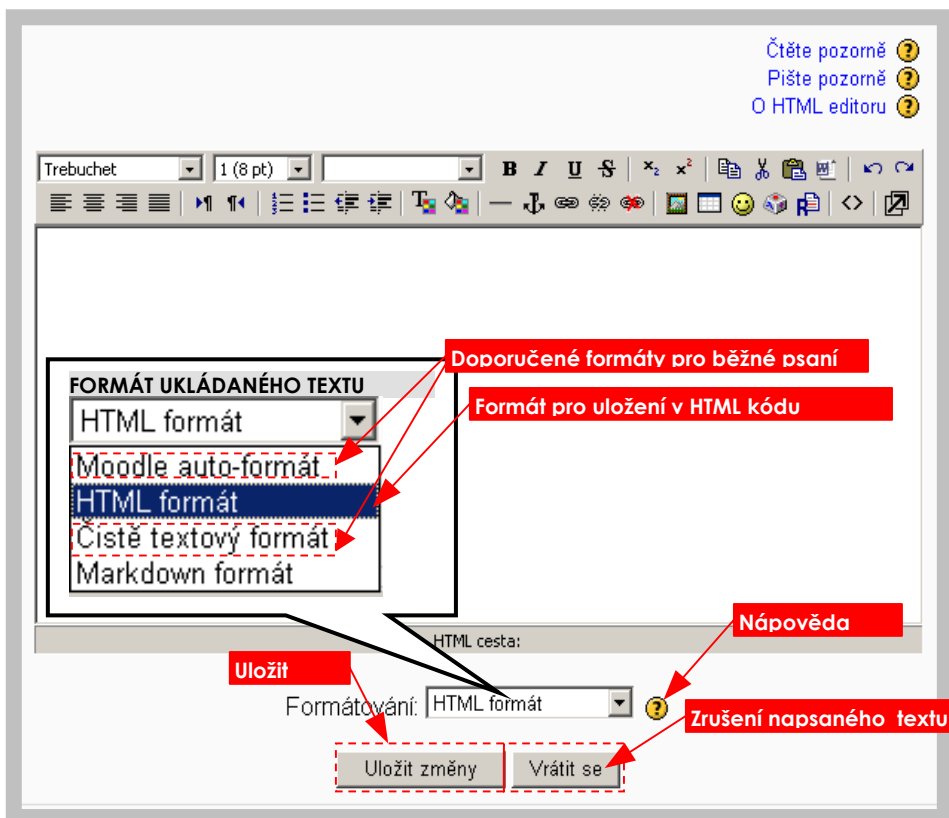 Čtěte pozorně ?
Pište pozorně ?
O HTML editoru ?
Trebuchet 1 (8 pt) B I U S x₂ x²
Doporučené formáty pro běžné psaní
FORMÁT UKLÁDANÉHO TEXTU
HTML formát
Formát pro uložení v HTML kódu
Moodle auto-formát
HTML formát
Čistě textový formát
Markdown formát
Nápověda
HTML cesta:
Uložit
Formátování: HTML formát ?
Zrušení napsaného textu
Uložit změny Vrátit se